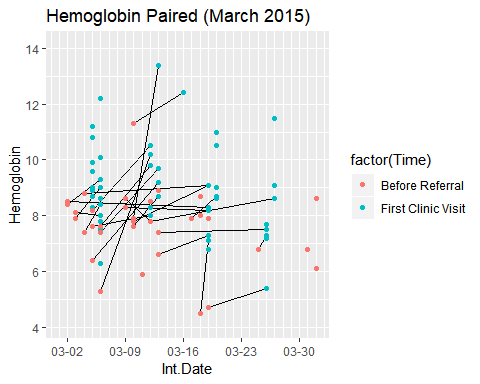 Hemoglobin Paired (March 2015)
14
12
10
8
6
4
Hemoglobin
03-02 03-09 03-16 03-23 03-30
Int.Date
factor(Time)
Before Referral
First Clinic Visit